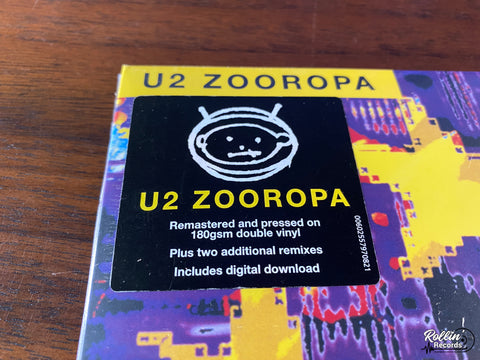 U2 ZOOROPA
U2 ZOOROPA
Remastered and pressed on
180gsm double vinyl
Plus two additional remixes
Includes digital download
00602557970821
Rollin'
Records